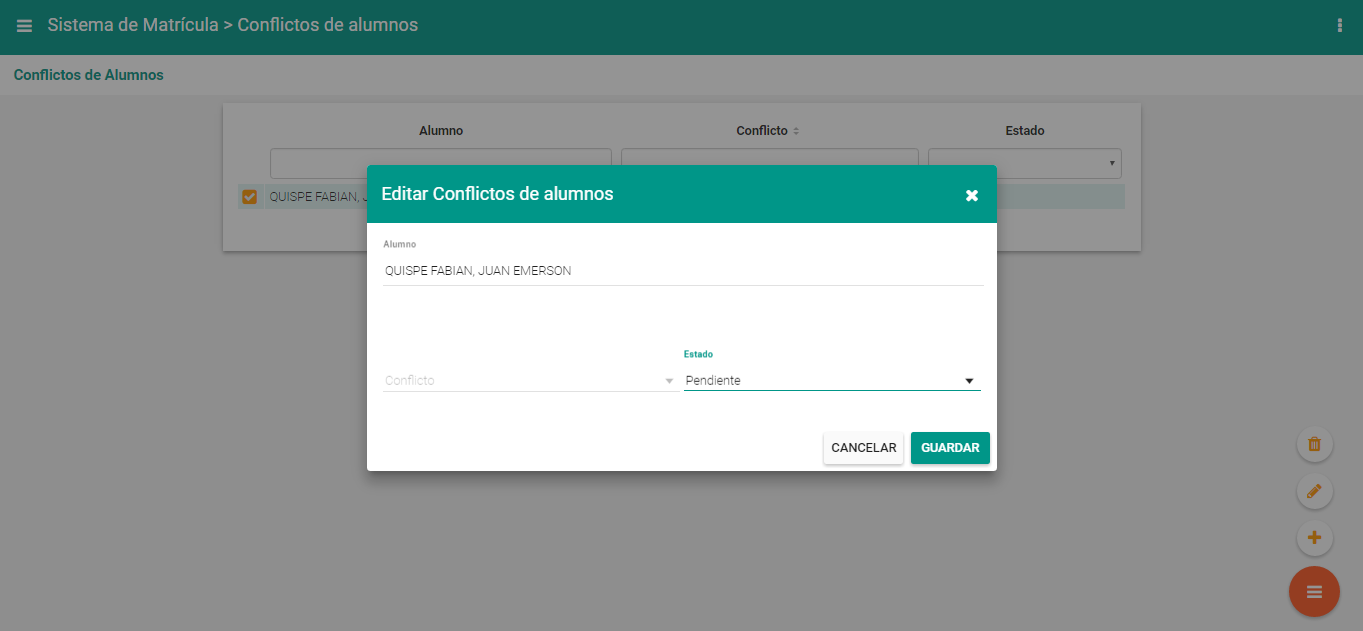 Sistema de Matrícula > Conflictos de alumnos
Conflictos de Alumnos
Alumno Conflicto Estado
QUISPE FABIAN,
Editar Conflictos de alumnos
Alumno
QUISPE FABIAN, JUAN EMERSON
Estado
Conflicto Pendiente
CANCELAR GUARDAR